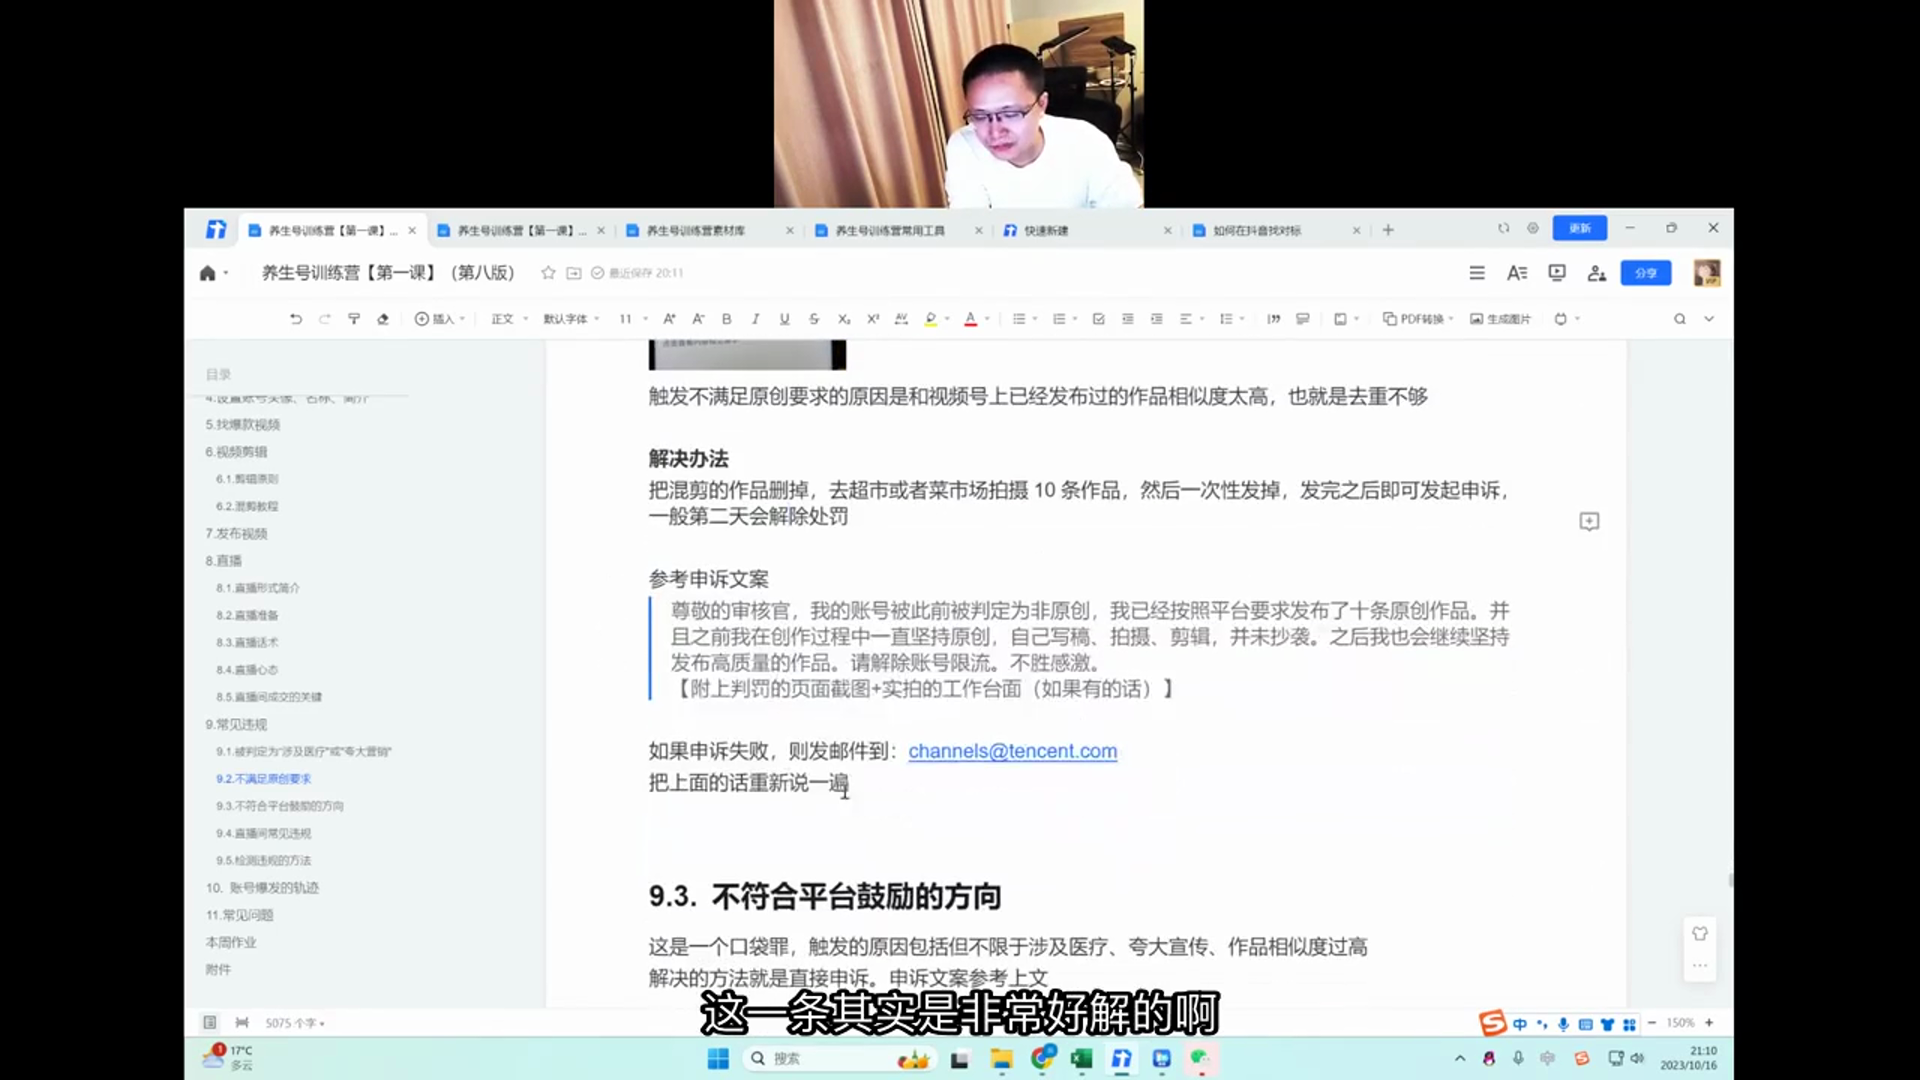 养生号训练营【第一课】...
养生号训练营【第一课】...
养生号训练营素材库
养生号训练营常用工具
快速新建
如何在抖音找对标
更新
养生号训练营【第一课】（第八版）
最近保存 20:11
分享
插入
正文
默认字体
11
PDF转换
生成图片
目录
4.设置账号头像、名称、简介
5.找爆款视频
6.视频剪辑
6.1.剪辑原则
6.2.混剪教程
7.发布视频
8.直播
8.1.直播形式简介
8.2.直播准备
8.3.直播话术
8.4.直播心态
8.5.直播间成交的关键
9.常见违规
9.1.被判定为“涉及医疗”或“夸大营销”
9.2.不满足原创要求
9.3.不符合平台鼓励的方向
9.4.直播间常见违规
9.5.检测违规的方法
10. 账号爆发的轨迹
11.常见问题
本周作业
附件
触发不满足原创要求的原因是和视频号上已经发布过的作品相似度太高，也就是去重不够
解决办法
把混剪的作品删掉，去超市或者菜市场拍摄 10 条作品，然后一次性发掉，发完之后即可发起申诉，
一般第二天会解除处罚
参考申诉文案
尊敬的审核官，我的账号被此前被判定为非原创，我已经按照平台要求发布了十条原创作品。并
且之前我在创作过程中一直坚持原创，自己写稿、拍摄、剪辑，并未抄袭。之后我也会继续坚持
发布高质量的作品。请解除账号限流。不胜感激。
【附上判罚的页面截图+实拍的工作台面（如果有的话）】
如果申诉失败，则发邮件到：channels@tencent.com
把上面的话重新说一遍
9.3. 不符合平台鼓励的方向
这是一个口袋罪，触发的原因包括但不限于涉及医疗、夸大宣传、作品相似度过高
解决的方法就是直接申诉。申诉文案参考上文
这一条其实是非常好解的啊
5075 个字
中
150%
17°C
多云
搜索
21:10
2023/10/16